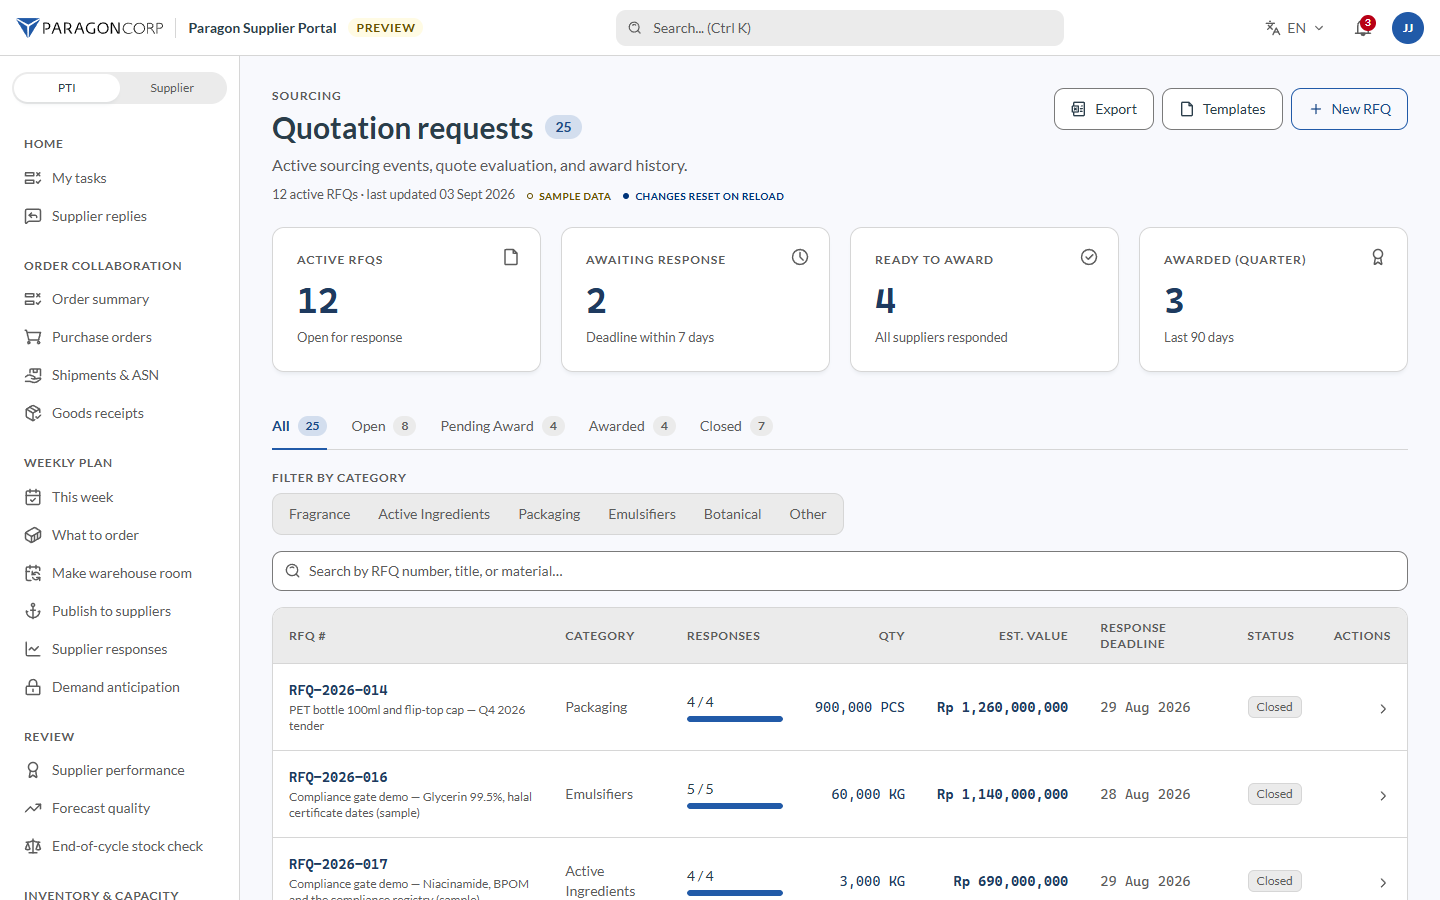 PARAGONCORP
Paragon Supplier Portal
PREVIEW
Search... (Ctrl K)
EN
3
JJ
PTI
Supplier
HOME
My tasks
Supplier replies
ORDER COLLABORATION
Order summary
Purchase orders
Shipments & ASN
Goods receipts
WEEKLY PLAN
This week
What to order
Make warehouse room
Publish to suppliers
Supplier responses
Demand anticipation
REVIEW
Supplier performance
Forecast quality
End-of-cycle stock check
INVENTORY & CAPACITY
SOURCING
Quotation requests 25
Active sourcing events, quote evaluation, and award history.
12 active RFQs · last updated 03 Sept 2026
SAMPLE DATA
CHANGES RESET ON RELOAD
Export
Templates
New RFQ
ACTIVE RFQS
12
Open for response
AWAITING RESPONSE
2
Deadline within 7 days
READY TO AWARD
4
All suppliers responded
AWARDED (QUARTER)
3
Last 90 days
All 25
Open 8
Pending Award 4
Awarded 4
Closed 7
FILTER BY CATEGORY
Fragrance
Active Ingredients
Packaging
Emulsifiers
Botanical
Other
Search by RFQ number, title, or material...
RFQ #
CATEGORY
RESPONSES
QTY
EST. VALUE
RESPONSE
DEADLINE
STATUS
ACTIONS
RFQ-2026-014
PET bottle 100ml and flip-top cap — Q4 2026
tender
Packaging
4 / 4
900,000 PCS
Rp 1,260,000,000
29 Aug 2026
Closed
RFQ-2026-016
Compliance gate demo — Glycerin 99.5%, halal
certificate dates (sample)
Emulsifiers
5 / 5
60,000 KG
Rp 1,140,000,000
28 Aug 2026
Closed
RFQ-2026-017
Compliance gate demo — Niacinamide, BPOM
and the compliance registry (sample)
Active
Ingredients
4 / 4
3,000 KG
Rp 690,000,000
29 Aug 2026
Closed